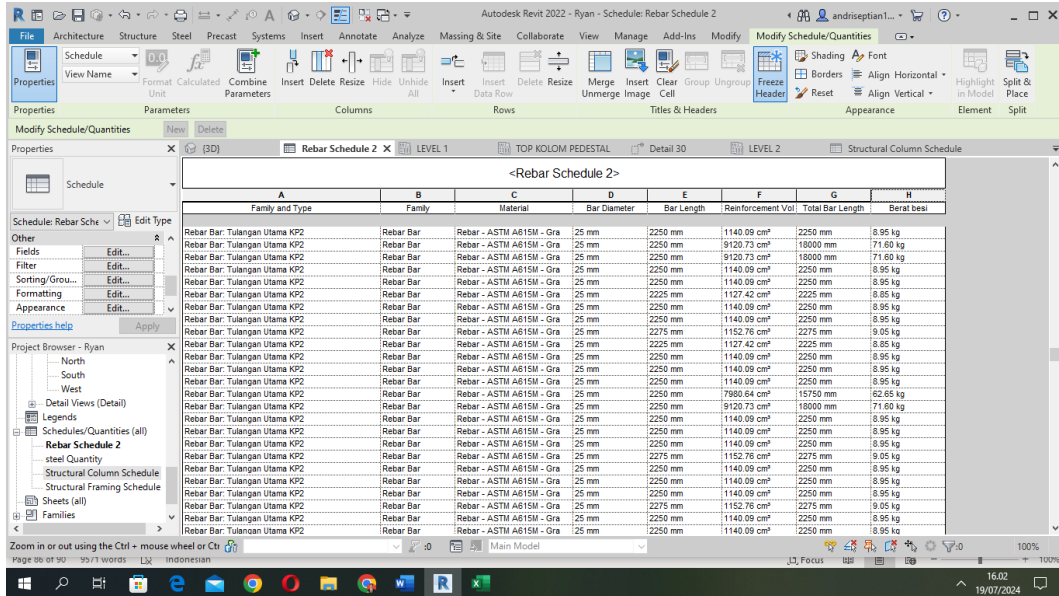 Autodesk Revit 2022 - Ryan - Schedule: Rebar Schedule 2
andriseptian1...
File Architecture Structure Steel Precast Systems Insert Annotate Analyze Massing & Site Collaborate View Manage Add-Ins Modify Modify Schedule/Quantities
Properties
Schedule
View Name
Format Unit
Calculated
Combine Parameters
Insert Delete Resize Hide Unhide All
Insert
Insert Data Row
Delete Resize
Merge Unmerge
Insert Image
Clear Cell
Group Ungroup
Freeze Header
Shading
Borders
Reset
Font
Align Horizontal
Align Vertical
Highlight in Model
Split & Place
Properties Parameters Columns Rows Titles & Headers Appearance Element Split
Modify Schedule/Quantities New Delete
Properties X
{3D} Rebar Schedule 2 X LEVEL 1 TOP KOLOM PEDESTAL Detail 30 LEVEL 2 Structural Column Schedule
Schedule
Schedule: Rebar Sche Edit Type
Other
Fields Edit...
Filter Edit...
Sorting/Grou... Edit...
Formatting Edit...
Appearance Edit...
Properties help Apply
Project Browser - Ryan X
North
South
West
Detail Views (Detail)
Legends
Schedules/Quantities (all)
Rebar Schedule 2
steel Quantity
Structural Column Schedule
Structural Framing Schedule
Sheets (all)
Families
<Rebar Schedule 2>
A B C D E F G H
Family and Type Family Material Bar Diameter Bar Length Reinforcement Vol Total Bar Length Berat besi
Rebar Bar: Tulangan Utama KP2 Rebar Bar Rebar - ASTM A615M - Gra 25 mm 2250 mm 1140.09 cm³ 2250 mm 8.95 kg
Rebar Bar: Tulangan Utama KP2 Rebar Bar Rebar - ASTM A615M - Gra 25 mm 2250 mm 9120.73 cm³ 18000 mm 71.60 kg
Rebar Bar: Tulangan Utama KP2 Rebar Bar Rebar - ASTM A615M - Gra 25 mm 2250 mm 9120.73 cm³ 18000 mm 71.60 kg
Rebar Bar: Tulangan Utama KP2 Rebar Bar Rebar - ASTM A615M - Gra 25 mm 2250 mm 1140.09 cm³ 2250 mm 8.95 kg
Rebar Bar: Tulangan Utama KP2 Rebar Bar Rebar - ASTM A615M - Gra 25 mm 2250 mm 1140.09 cm³ 2250 mm 8.95 kg
Rebar Bar: Tulangan Utama KP2 Rebar Bar Rebar - ASTM A615M - Gra 25 mm 2225 mm 1127.42 cm³ 2225 mm 8.85 kg
Rebar Bar: Tulangan Utama KP2 Rebar Bar Rebar - ASTM A615M - Gra 25 mm 2250 mm 1140.09 cm³ 2250 mm 8.95 kg
Rebar Bar: Tulangan Utama KP2 Rebar Bar Rebar - ASTM A615M - Gra 25 mm 2250 mm 1140.09 cm³ 2250 mm 8.95 kg
Rebar Bar: Tulangan Utama KP2 Rebar Bar Rebar - ASTM A615M - Gra 25 mm 2275 mm 1152.76 cm³ 2275 mm 9.05 kg
Rebar Bar: Tulangan Utama KP2 Rebar Bar Rebar - ASTM A615M - Gra 25 mm 2225 mm 1127.42 cm³ 2225 mm 8.85 kg
Rebar Bar: Tulangan Utama KP2 Rebar Bar Rebar - ASTM A615M - Gra 25 mm 2250 mm 1140.09 cm³ 2250 mm 8.95 kg
Rebar Bar: Tulangan Utama KP2 Rebar Bar Rebar - ASTM A615M - Gra 25 mm 2250 mm 1140.09 cm³ 2250 mm 8.95 kg
Rebar Bar: Tulangan Utama KP2 Rebar Bar Rebar - ASTM A615M - Gra 25 mm 2250 mm 1140.09 cm³ 2250 mm 8.95 kg
Rebar Bar: Tulangan Utama KP2 Rebar Bar Rebar - ASTM A615M - Gra 25 mm 2250 mm 7980.64 cm³ 15750 mm 62.65 kg
Rebar Bar: Tulangan Utama KP2 Rebar Bar Rebar - ASTM A615M - Gra 25 mm 2250 mm 9120.73 cm³ 18000 mm 71.60 kg
Rebar Bar: Tulangan Utama KP2 Rebar Bar Rebar - ASTM A615M - Gra 25 mm 2250 mm 1140.09 cm³ 2250 mm 8.95 kg
Rebar Bar: Tulangan Utama KP2 Rebar Bar Rebar - ASTM A615M - Gra 25 mm 2250 mm 1140.09 cm³ 2250 mm 8.95 kg
Rebar Bar: Tulangan Utama KP2 Rebar Bar Rebar - ASTM A615M - Gra 25 mm 2250 mm 1140.09 cm³ 2250 mm 8.95 kg
Rebar Bar: Tulangan Utama KP2 Rebar Bar Rebar - ASTM A615M - Gra 25 mm 2275 mm 1152.76 cm³ 2275 mm 9.05 kg
Rebar Bar: Tulangan Utama KP2 Rebar Bar Rebar - ASTM A615M - Gra 25 mm 2250 mm 1140.09 cm³ 2250 mm 8.95 kg
Rebar Bar: Tulangan Utama KP2 Rebar Bar Rebar - ASTM A615M - Gra 25 mm 2250 mm 1140.09 cm³ 2250 mm 8.95 kg
Rebar Bar: Tulangan Utama KP2 Rebar Bar Rebar - ASTM A615M - Gra 25 mm 2250 mm 1140.09 cm³ 2250 mm 8.95 kg
Rebar Bar: Tulangan Utama KP2 Rebar Bar Rebar - ASTM A615M - Gra 25 mm 2275 mm 1152.76 cm³ 2275 mm 9.05 kg
Rebar Bar: Tulangan Utama KP2 Rebar Bar Rebar - ASTM A615M - Gra 25 mm 2250 mm 1140.09 cm³ 2250 mm 8.95 kg
Rebar Bar: Tulangan Utama KP2 Rebar Bar Rebar - ASTM A615M - Gra 25 mm 2250 mm 1140.09 cm³ 2250 mm 8.95 kg
Zoom in or out using the Ctrl + mouse wheel or Ctr :0 Main Model :0 100%
Page 86 of 90 9571 words Indonesian Focus 100%
16.02
19/07/2024